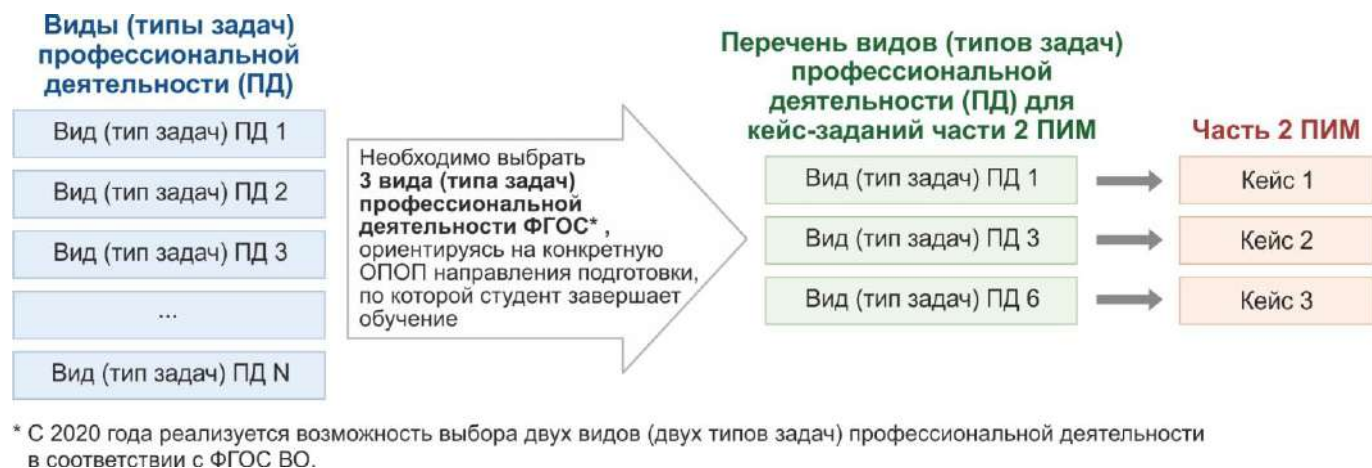 Виды (типы задач)
профессиональной
деятельности (ПД)
Вид (тип задач) ПД 1
Вид (тип задач) ПД 2
Вид (тип задач) ПД 3
...
Вид (тип задач) ПД N
Необходимо выбрать
3 вида (типа задач)
профессиональной
деятельности ФГОС* ,
ориентируясь на конкретную
ОПОП направления подготовки,
по которой студент завершает
обучение
Перечень видов (типов задач)
профессиональной
деятельности (ПД) для
кейс-заданий части 2 ПИМ
Вид (тип задач) ПД 1
Вид (тип задач) ПД 3
Вид (тип задач) ПД 6
Часть 2 ПИМ
Кейс 1
Кейс 2
Кейс 3
* С 2020 года реализуется возможность выбора двух видов (двух типов задач) профессиональной деятельности
в соответствии с ФГОС ВО.